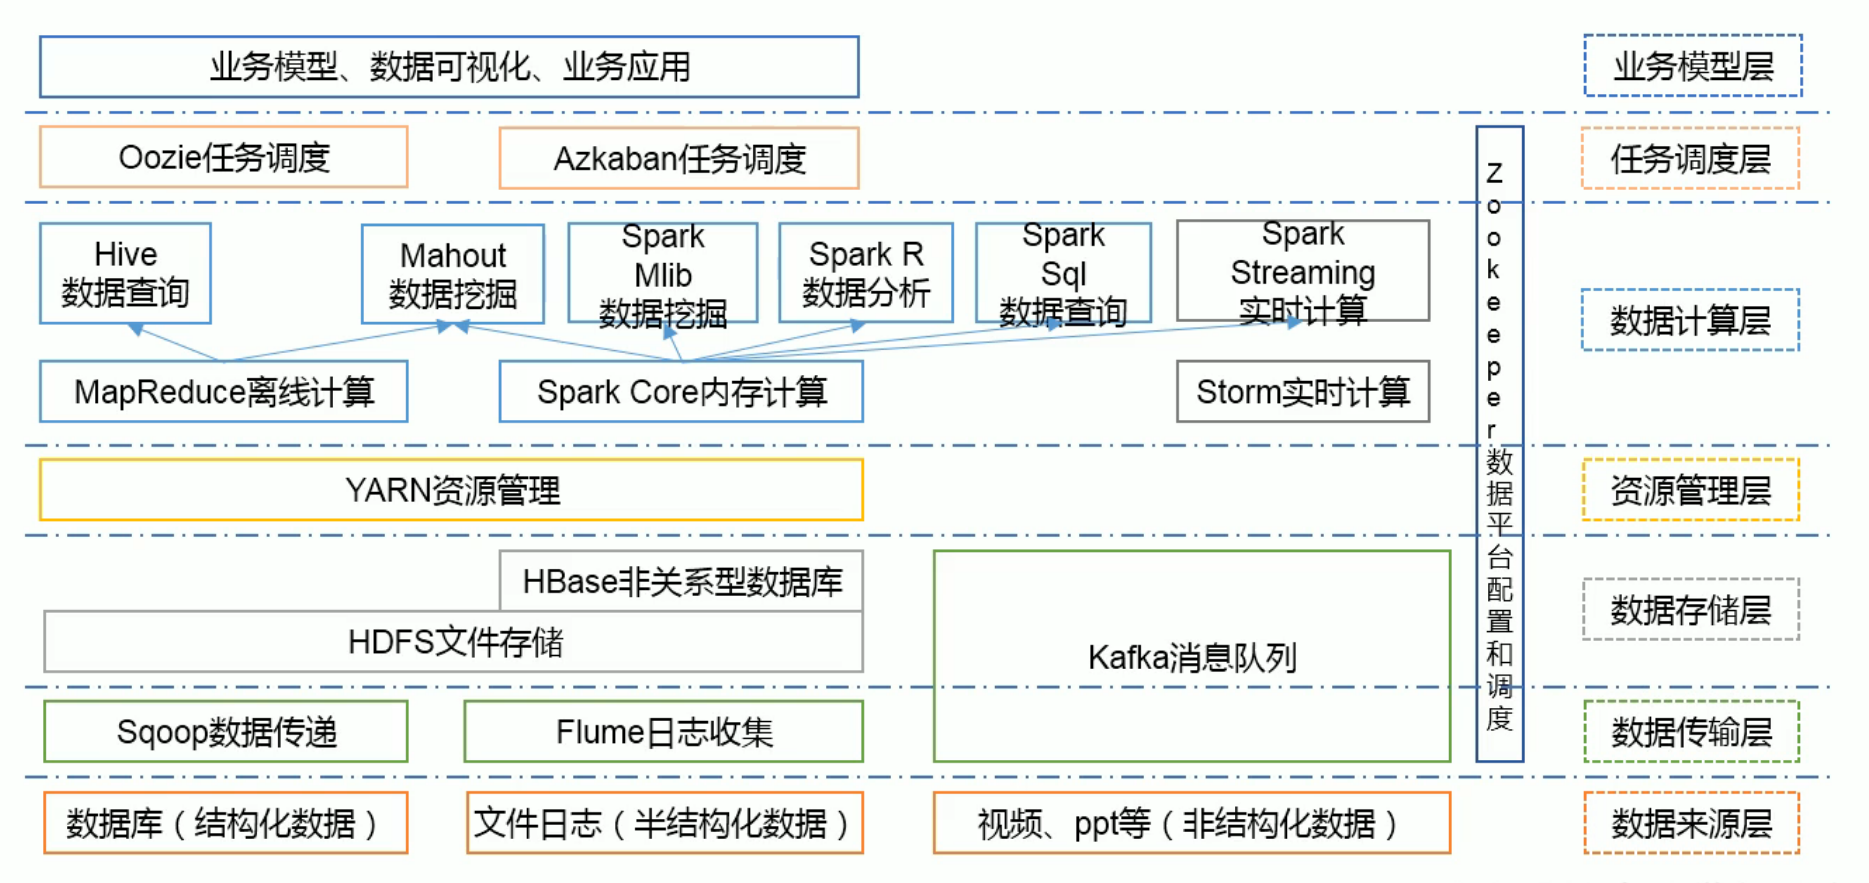 业务模型、数据可视化、业务应用
业务模型层
Oozie任务调度
Azkaban任务调度
任务调度层
Hive
数据查询
Mahout
数据挖掘
Spark
Mlib
数据挖掘
Spark R
数据分析
Spark
Sql
数据查询
Spark
Streaming
实时计算
MapReduce离线计算
Spark Core内存计算
Storm实时计算
数据计算层
Zookeeper数据平台配置和调度
YARN资源管理
资源管理层
HBase非关系型数据库
HDFS文件存储
Kafka消息队列
数据存储层
Sqoop数据传递
Flume日志收集
数据传输层
数据库（结构化数据）
文件日志（半结构化数据）
视频、ppt等（非结构化数据）
数据来源层